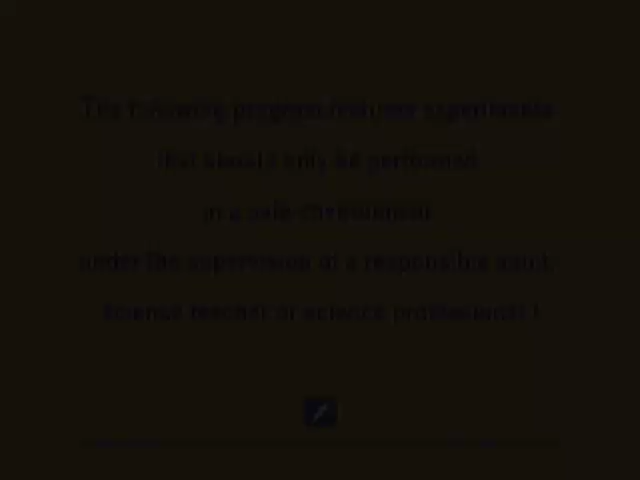 The following program features experiments
that should only be performed
in a safe environment
under the supervision of a responsible adult,
science teacher or science professional!